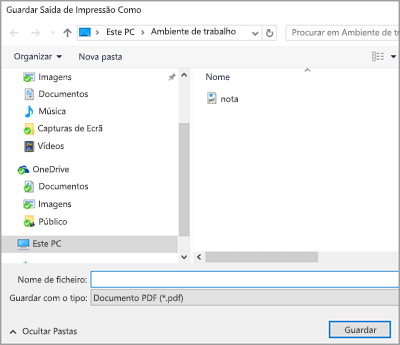 Guardar Saída de Impressão Como
Este PC > Ambiente de trabalho
Procurar em Ambiente de t
Organizar
Nova pasta
Imagens
Documentos
Música
Capturas de Ecrã
Vídeos
OneDrive
Documentos
Imagens
Público
Este PC
Nome
nota
Nome de ficheiro:
Guardar com o tipo: Documento PDF (*.pdf)
Ocultar Pastas
Guardar